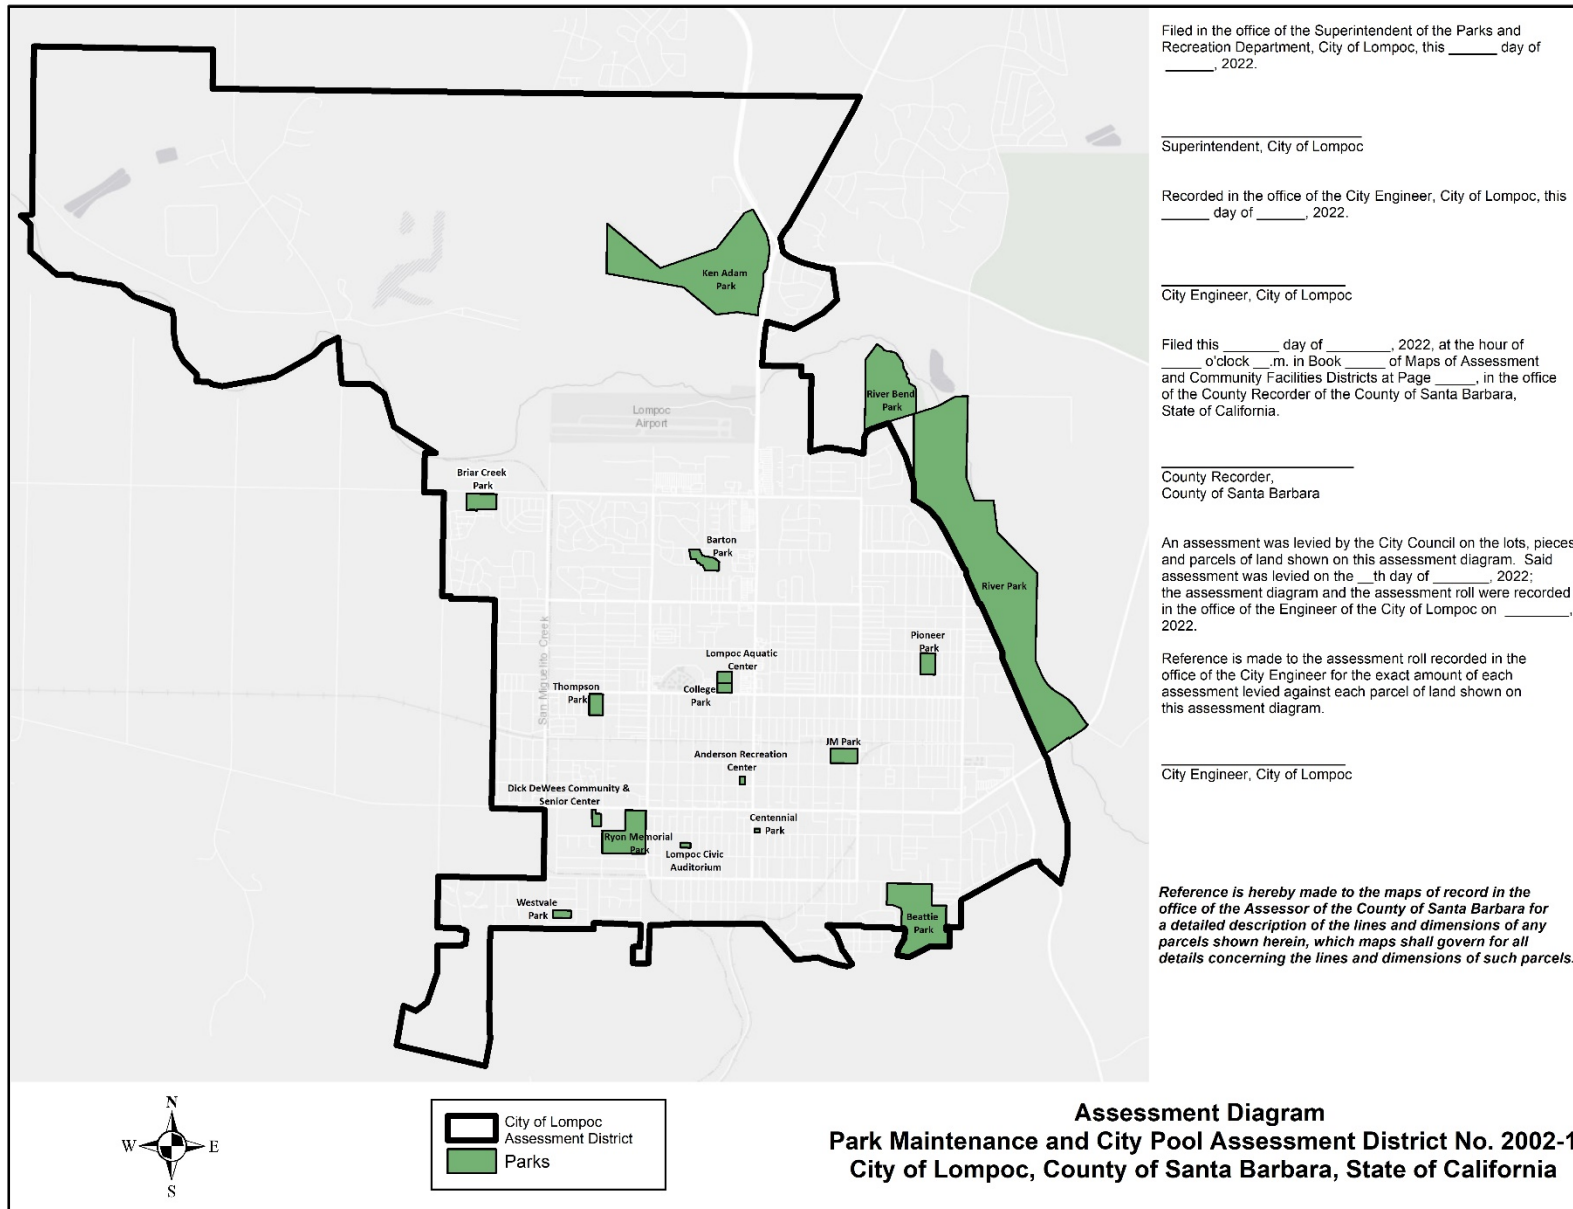 Filed in the office of the Superintendent of the Parks and
Recreation Department, City of Lompoc, this ______ day of
______, 2022.
Superintendent, City of Lompoc
Recorded in the office of the City Engineer, City of Lompoc, this
______ day of ______, 2022.
City Engineer, City of Lompoc
Filed this _______ day of ________, 2022, at the hour of
_____ o'clock __.m. in Book _____ of Maps of Assessment
and Community Facilities Districts at Page _____, in the office
of the County Recorder of the County of Santa Barbara,
State of California.
County Recorder,
County of Santa Barbara
An assessment was levied by the City Council on the lots, pieces
and parcels of land shown on this assessment diagram. Said
assessment was levied on the __th day of _______, 2022;
the assessment diagram and the assessment roll were recorded
in the office of the Engineer of the City of Lompoc on ________,
2022.
Reference is made to the assessment roll recorded in the
office of the City Engineer for the exact amount of each
assessment levied against each parcel of land shown on
this assessment diagram.
City Engineer, City of Lompoc
Reference is hereby made to the maps of record in the
office of the Assessor of the County of Santa Barbara for
a detailed description of the lines and dimensions of any
parcels shown herein, which maps shall govern for all
details concerning the lines and dimensions of such parcels.
Ken Adam
Park
River Bend
Park
Lompoc
Airport
Briar Creek
Park
Barton
Park
River Park
San Miguelito Creek
Pioneer
Park
Lompoc Aquatic
Center
Thompson
Park
College
Park
JM Park
Anderson Recreation
Center
Dick DeWees Community &
Senior Center
Centennial
Park
Ryon Memorial
Park
Lompoc Civic
Auditorium
Westvale
Park
Beattie
Park
N
W
E
S
City of Lompoc
Assessment District
Parks
Assessment Diagram
Park Maintenance and City Pool Assessment District No. 2002-1
City of Lompoc, County of Santa Barbara, State of California